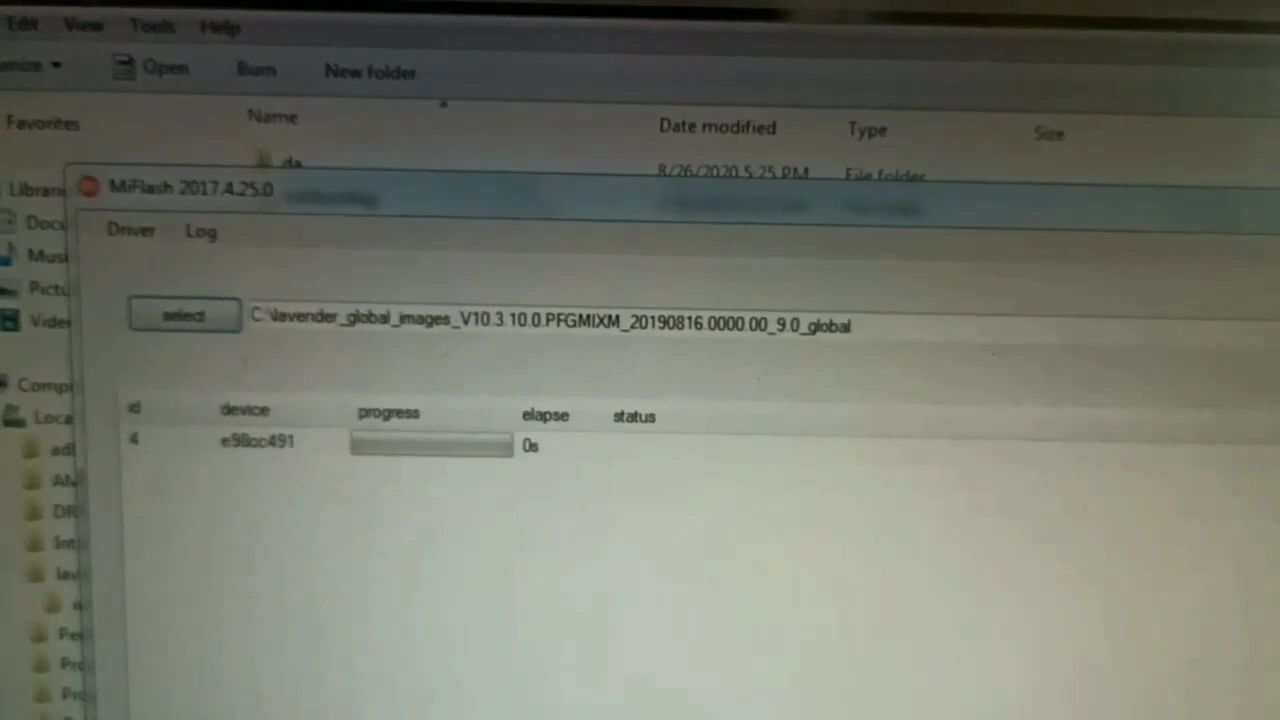 Edit View Tools Help
Open Burn New folder
Name Date modified Type Size
Favorites
da 8/26/2020 5:25 PM File folder
MiFlash 2017.4.25.0
Driver Log
select C:\lavender_global_images_V10.3.10.0.PFGMIXM_20190816.0000.00_9.0_global
id device progress elapse status
4 e98cc491 0s